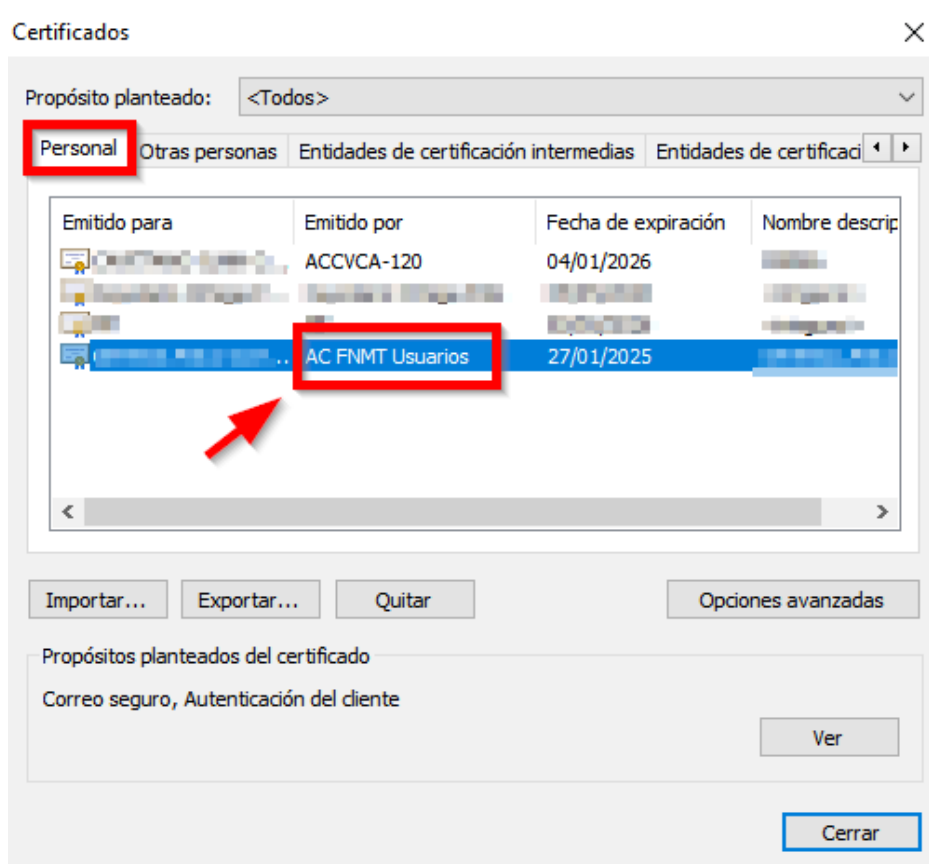 Certificados
Propósito planteado: <Todos>
Personal Otras personas Entidades de certificación intermedias Entidades de certificaci
Emitido para Emitido por Fecha de expiración Nombre descrip
ACCVCA-120 04/01/2026
AC FNMT Usuarios 27/01/2025
Importar... Exportar... Quitar Opciones avanzadas
Propósitos planteados del certificado
Correo seguro, Autenticación del cliente
Ver
Cerrar